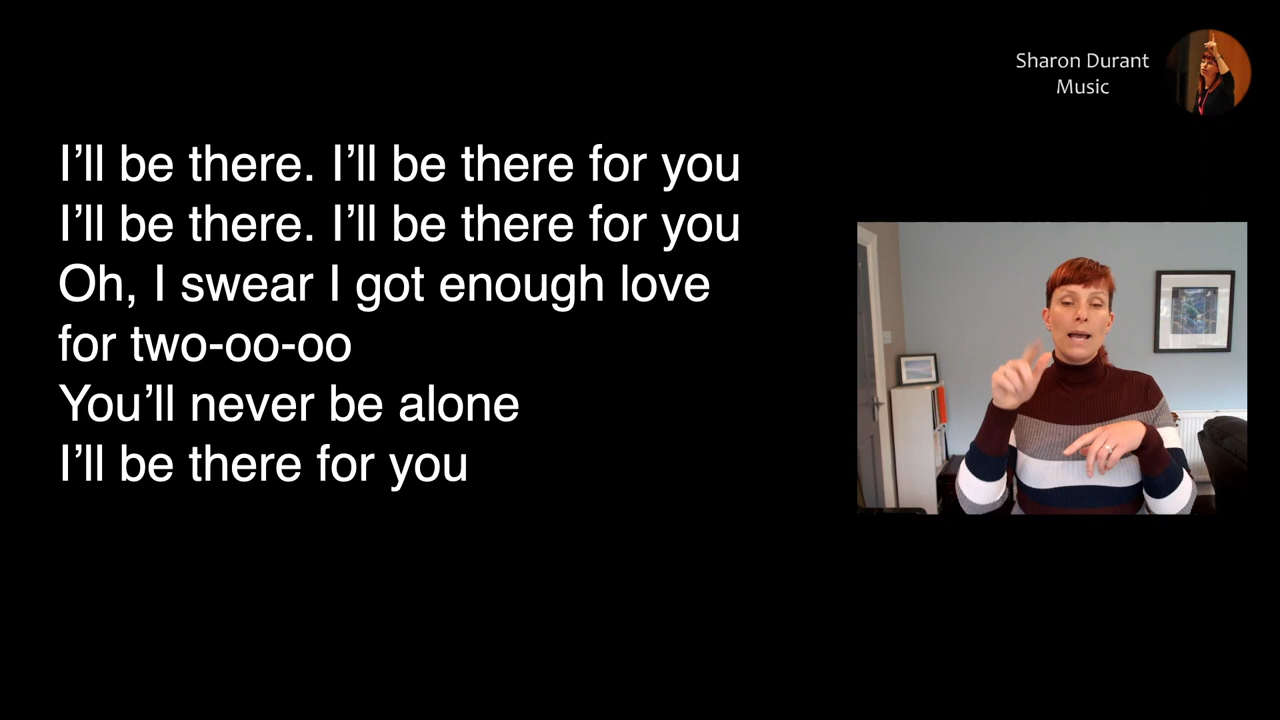 Sharon Durant
Music
I’ll be there. I’ll be there for you
I’ll be there. I’ll be there for you
Oh, I swear I got enough love
for two-oo-oo
You’ll never be alone
I’ll be there for you